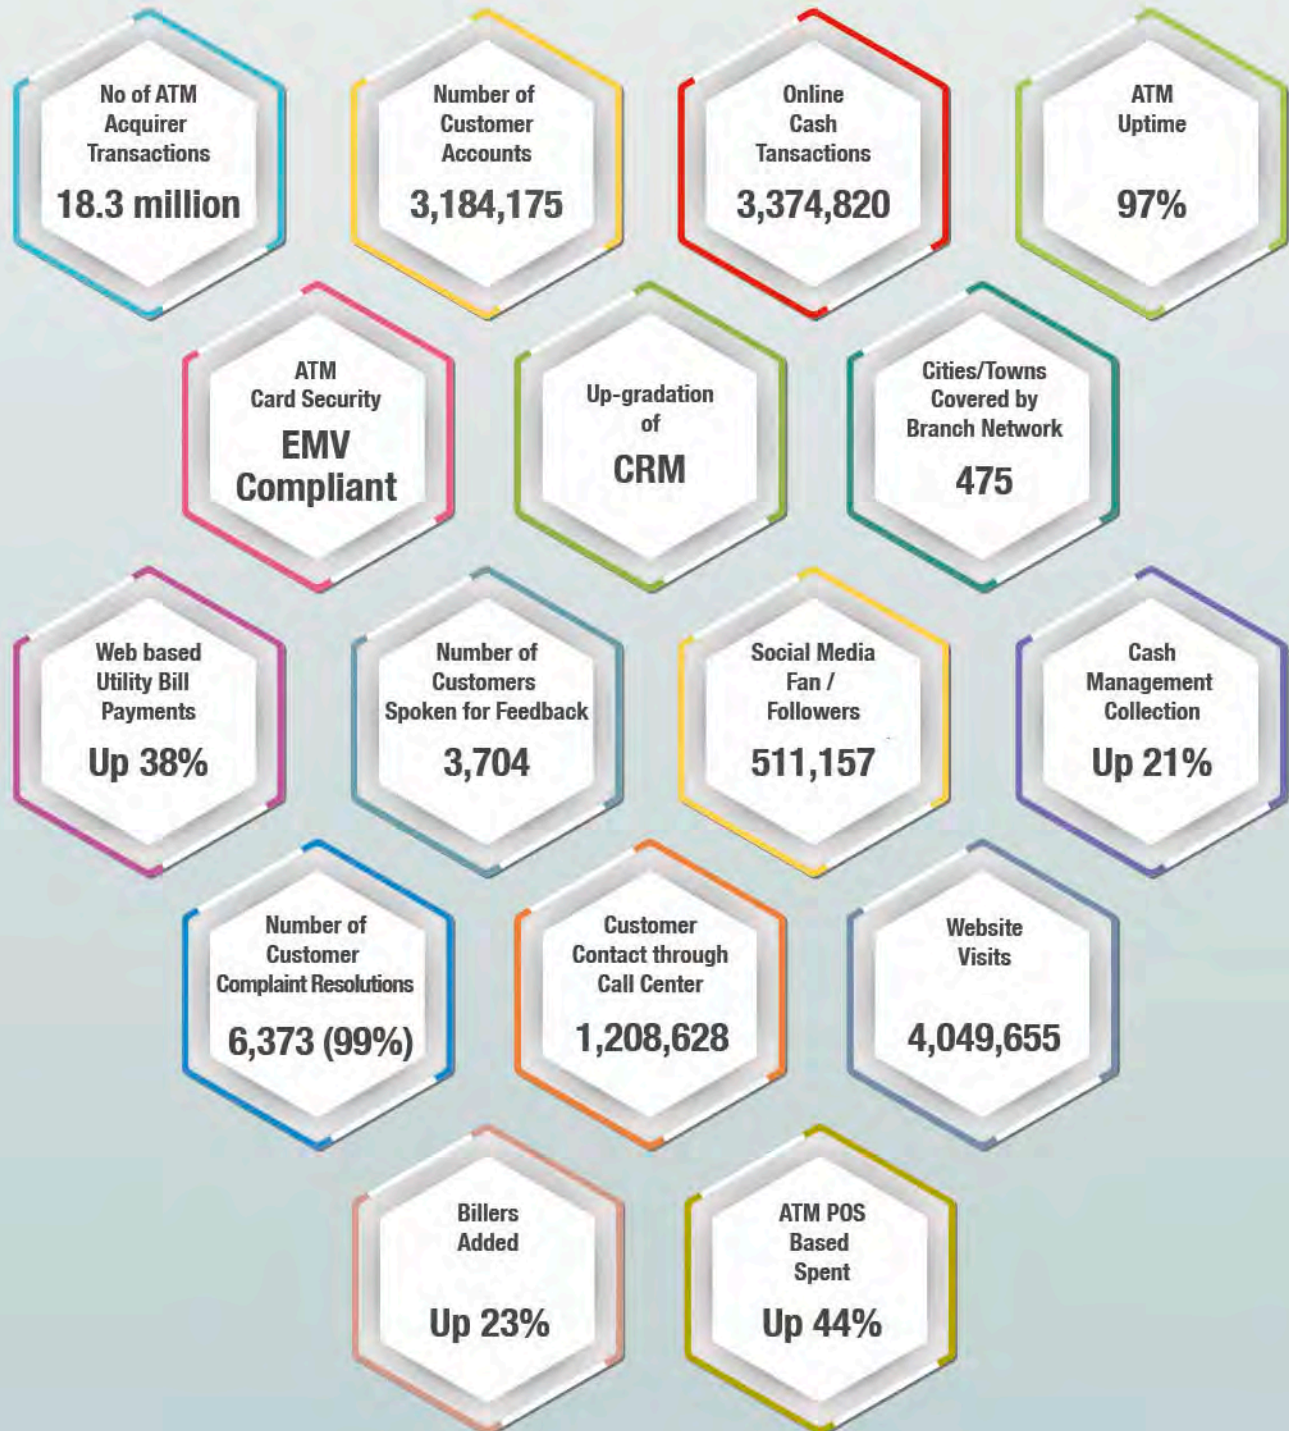 No of ATM
Acquirer
Transactions
18.3 million
Number of
Customer
Accounts
3,184,175
Online
Cash
Tansactions
3,374,820
ATM
Uptime
97%
ATM
Card Security
EMV
Compliant
Up-gradation
of
CRM
Cities/Towns
Covered by
Branch Network
475
Web based
Utility Bill
Payments
Up 38%
Number of
Customers
Spoken for Feedback
3,704
Social Media
Fan /
Followers
511,157
Cash
Management
Collection
Up 21%
Number of
Customer
Complaint Resolutions
6,373 (99%)
Customer
Contact through
Call Center
1,208,628
Website
Visits
4,049,655
Billers
Added
Up 23%
ATM POS
Based
Spent
Up 44%